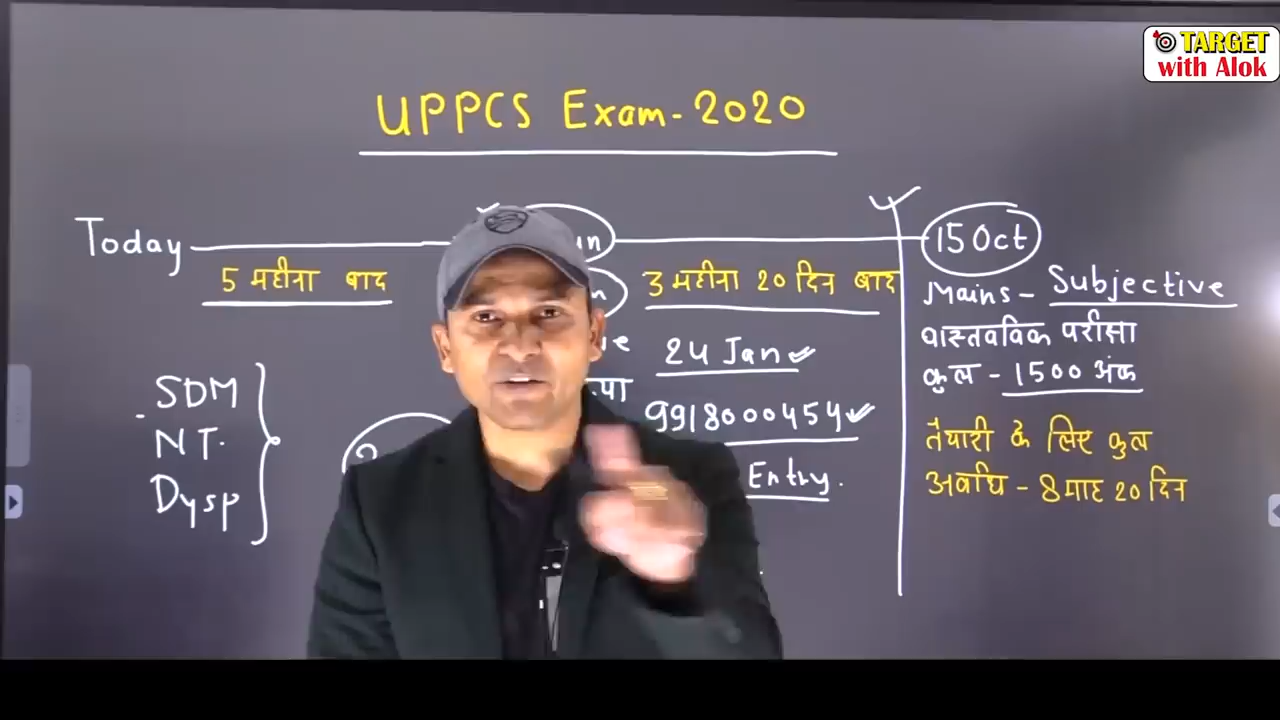 TARGET
with Alok
UPPCS Exam-2020
Today
15 Oct
5 महीना बाद
3 महीना 20 दिन बाद
Mains - Subjective
वास्तवविक परीक्षा
24 Jan
कुल - 1500 अंक
SDM
9918000454
NT.
तैयारी के लिए कुल
Entry.
अवधि - 8 माह 20 दिन
Dysp